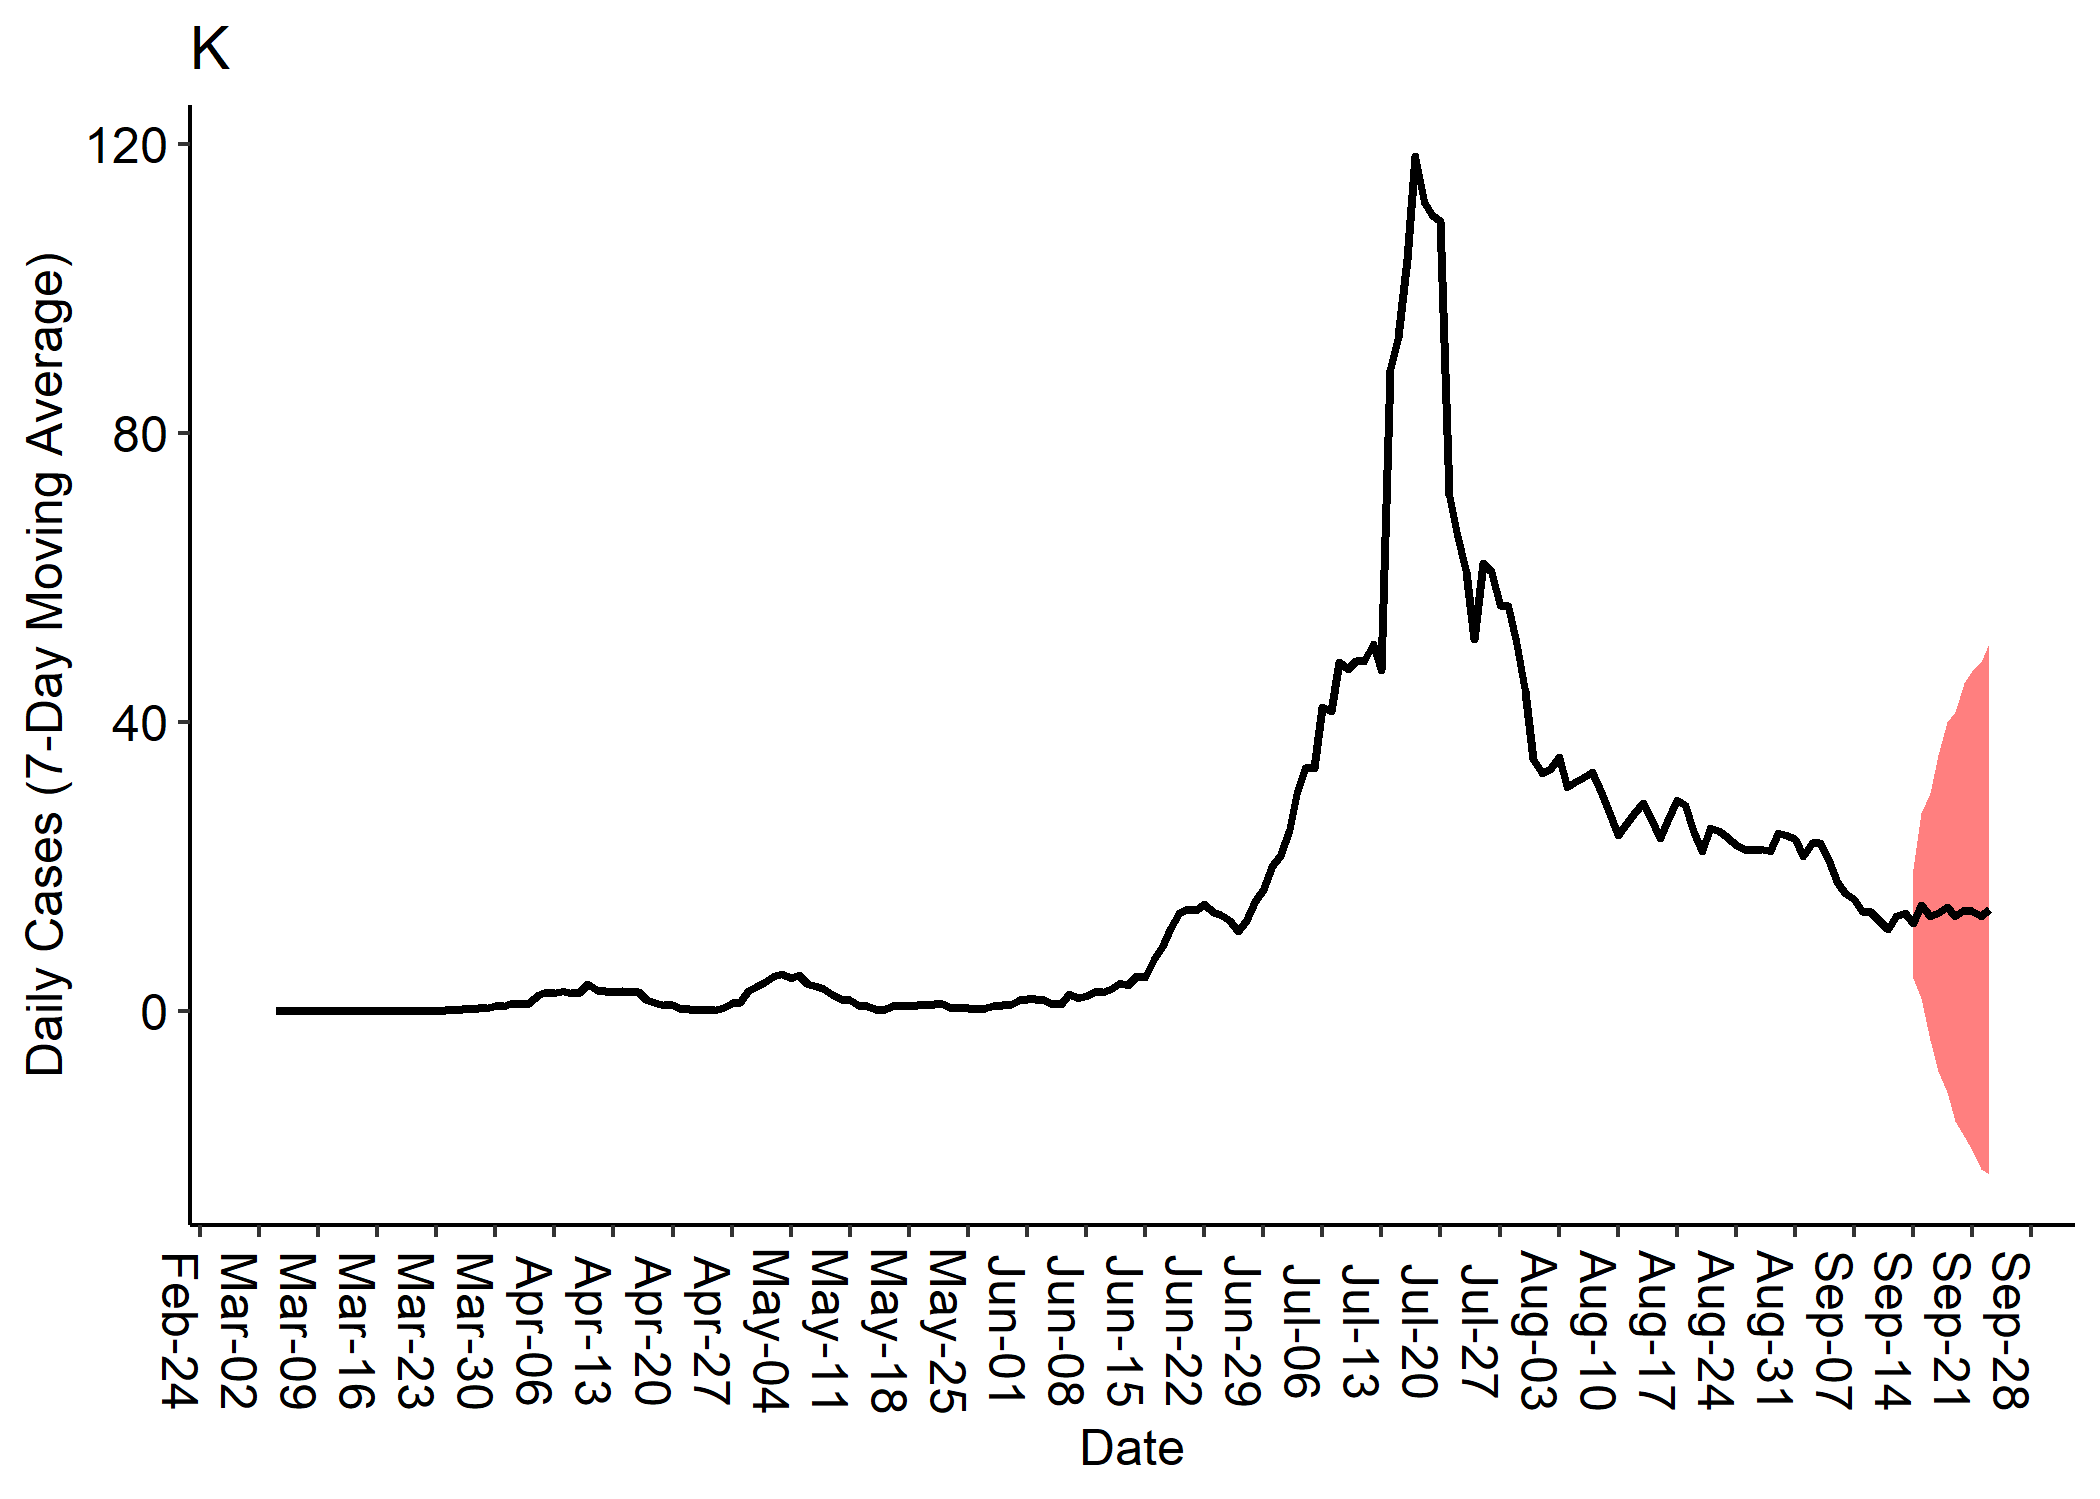 K
Daily Cases (7-Day Moving Average)
120
80
40
0
Feb-24
Mar-02
Mar-09
Mar-16
Mar-23
Mar-30
Apr-06
Apr-13
Apr-20
Apr-27
May-04
May-11
May-18
May-25
Jun-01
Jun-08
Jun-15
Jun-22
Jun-29
Jul-06
Jul-13
Jul-20
Jul-27
Aug-03
Aug-10
Aug-17
Aug-24
Aug-31
Sep-07
Sep-14
Sep-21
Sep-28
Date